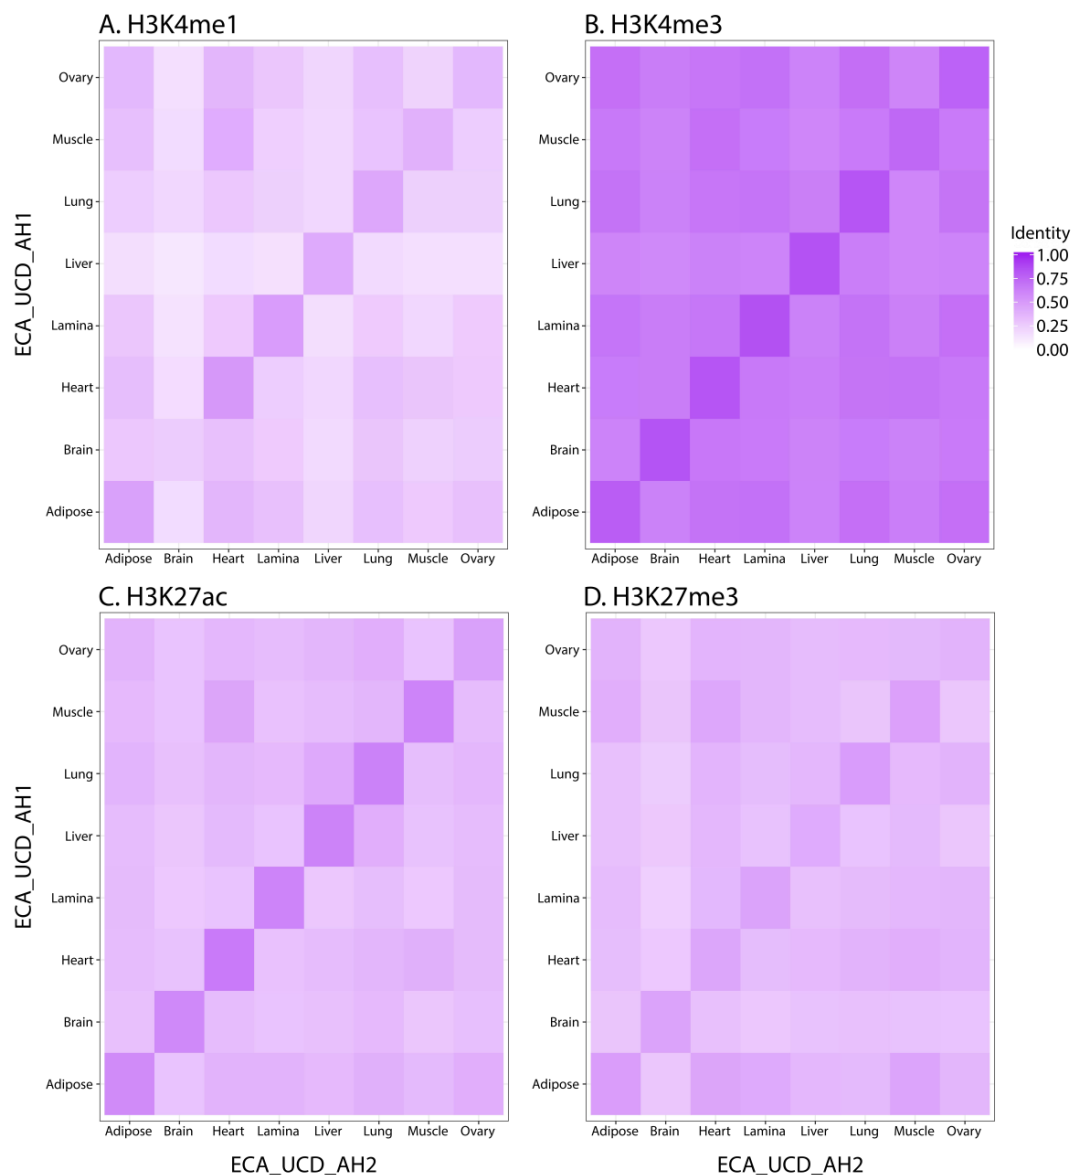 A. H3K4me1
B. H3K4me3
Ovary
Muscle
Lung
Liver
Lamina
Heart
Brain
Adipose
ECA_UCD_AH1
Adipose Brain Heart Lamina Liver Lung Muscle Ovary
Ovary
Muscle
Lung
Liver
Lamina
Heart
Brain
Adipose
Adipose Brain Heart Lamina Liver Lung Muscle Ovary
Identity
1.00
0.75
0.50
0.25
0.00
C. H3K27ac
D. H3K27me3
Ovary
Muscle
Lung
Liver
Lamina
Heart
Brain
Adipose
ECA_UCD_AH1
Adipose Brain Heart Lamina Liver Lung Muscle Ovary
ECA_UCD_AH2
Ovary
Muscle
Lung
Liver
Lamina
Heart
Brain
Adipose
Adipose Brain Heart Lamina Liver Lung Muscle Ovary
ECA_UCD_AH2